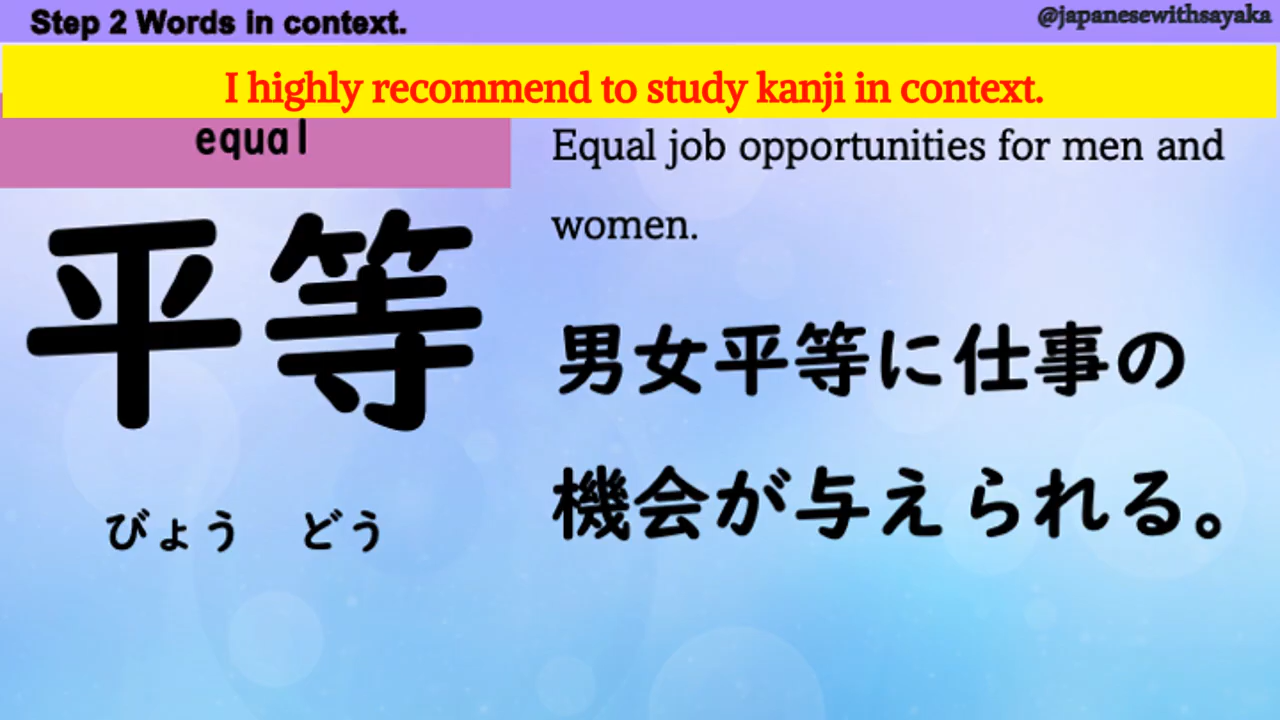 Step 2 Words in context.
@japanesewithsayaka
I highly recommend to study kanji in context.
equal
平等
びょう どう
Equal job opportunities for men and
women.
男女平等に仕事の
機会が与えられる。